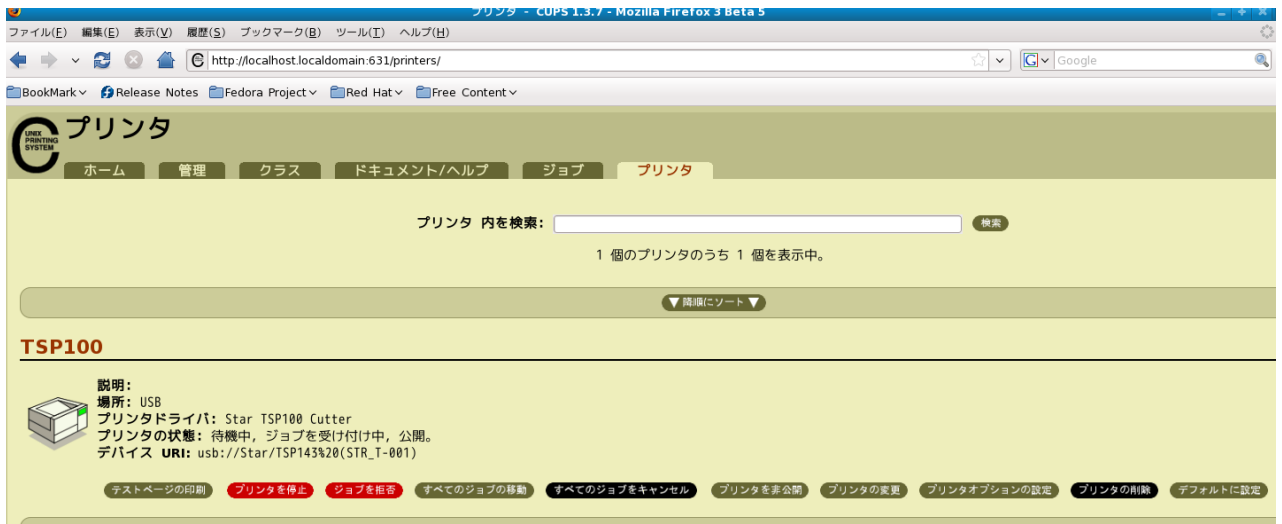 プリンタ - CUPS 1.3.7 - Mozilla Firefox 3 Beta 5
ファイル(F) 編集(E) 表示(V) 履歴(S) ブックマーク(B) ツール(T) ヘルプ(H)
http://localhost.localdomain:631/printers/
G Google
BookMark Release Notes Fedora Project Red Hat Free Content
UNIX PRINTING SYSTEM
プリンタ
ホーム 管理 クラス ドキュメント/ヘルプ ジョブ プリンタ
プリンタ 内を検索: 検索
1 個のプリンタのうち 1 個を表示中。
▼ 降順にソート ▼
TSP100
説明:
場所: USB
プリンタドライバ: Star TSP100 Cutter
プリンタの状態: 待機中, ジョブを受け付け中, 公開。
デバイス URI: usb://Star/TSP143%20(STR_T-001)
テストページの印刷 プリンタを停止 ジョブを拒否 すべてのジョブの移動 すべてのジョブをキャンセル プリンタを非公開 プリンタの変更 プリンタオプションの設定 プリンタの削除 デフォルトに設定